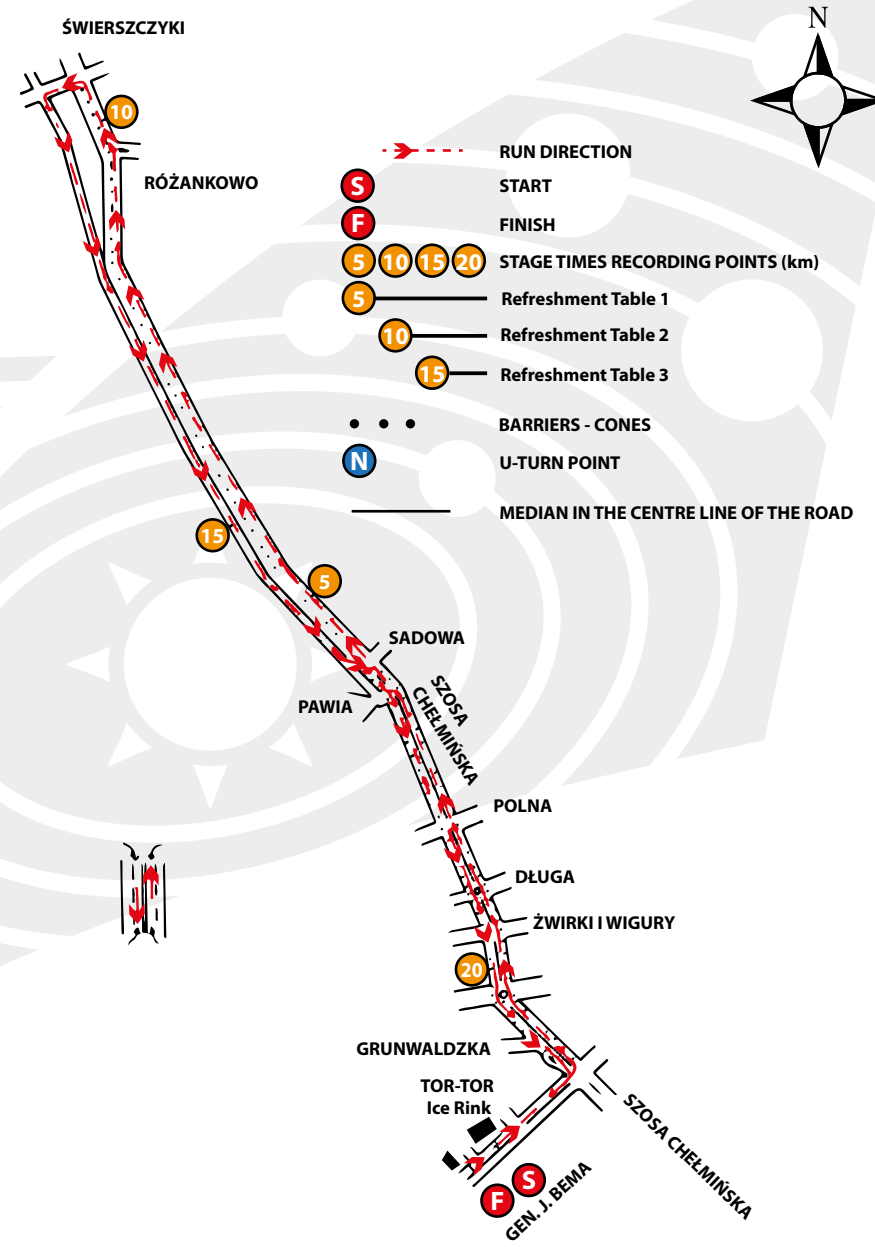 ŚWIERSZCZYKI
N
10
RÓŻANKOWO
RUN DIRECTION
S START
F FINISH
5 10 15 20 STAGE TIMES RECORDING POINTS (km)
5 Refreshment Table 1
10 Refreshment Table 2
15 Refreshment Table 3
BARRIERS - CONES
N U-TURN POINT
MEDIAN IN THE CENTRE LINE OF THE ROAD
15
5
SADOWA
PAWIA
SZOSA
CHEŁMIŃSKA
POLNA
DŁUGA
ŻWIRKI I WIGURY
20
GRUNWALDZKA
TOR-TOR
Ice Rink
SZOSA CHEŁMIŃSKA
S
F
GEN. J. BEMA